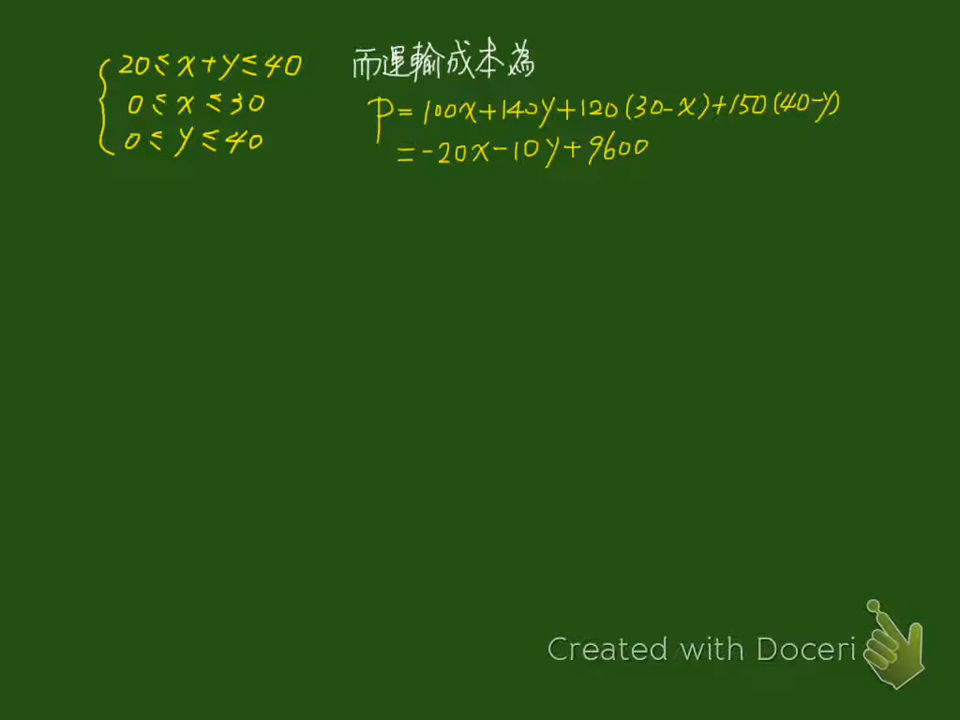 20≤x+y≤40
0≤x≤30
0≤y≤40
而運輸成本為
P=100x+140y+120(30-x)+150(40-y)
=-20x-10y+9600
Created with Doceri